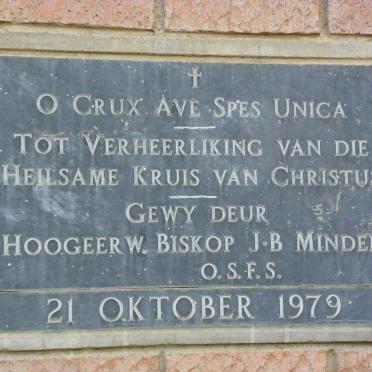 O Crux Ave Spes Unica
Tot Verheerliking van die
Heilsame Kruis van Christus
Gewy deur
Hoogeerw. Biskop J·B Minder
O.S.F.S.
21 Oktober 1979